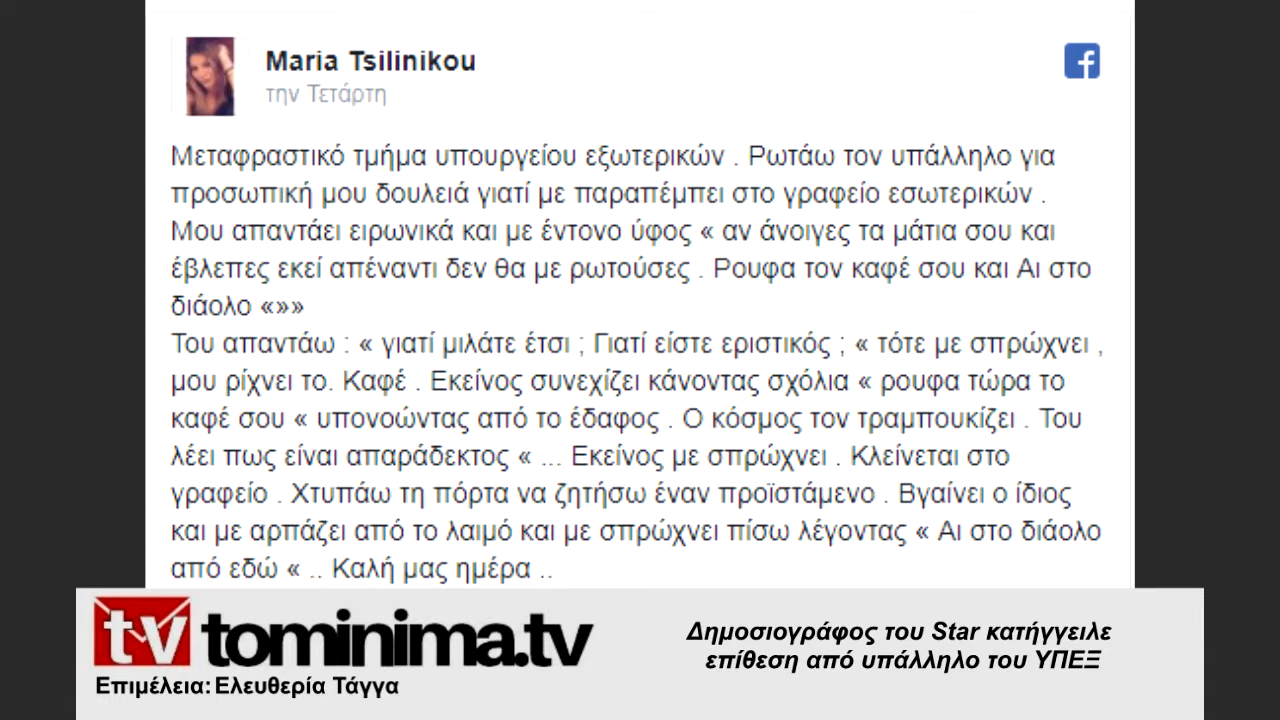 Maria Tsilinikou
την Τετάρτη
Μεταφραστικό τμήμα υπουργείου εξωτερικών . Ρωτάω τον υπάλληλο για
προσωπική μου δουλειά γιατί με παραπέμπει στο γραφείο εσωτερικών .
Μου απαντάει ειρωνικά και με έντονο ύφος « αν άνοιγες τα μάτια σου και
έβλεπες εκεί απέναντι δεν θα με ρωτούσες . Ρουφα τον καφέ σου και Αι στο
διάολο «»»
Του απαντάω : « γιατί μιλάτε έτσι ; Γιατί είστε εριστικός ; « τότε με σπρώχνει ,
μου ρίχνει το. Καφέ . Εκείνος συνεχίζει κάνοντας σχόλια « ρουφα τώρα το
καφέ σου « υπονοώντας από το έδαφος . Ο κόσμος τον τραμπουκίζει . Του
λέει πως είναι απαράδεκτος « ... Εκείνος με σπρώχνει . Κλείνεται στο
γραφείο . Χτυπάω τη πόρτα να ζητήσω έναν προϊστάμενο . Βγαίνει ο ίδιος
και με αρπάζει από το λαιμό και με σπρώχνει πίσω λέγοντας « Αι στο διάολο
από εδώ « .. Καλή μας ημέρα ..
tv tominima.tv
Επιμέλεια: Ελευθερία Τάγγα
Δημοσιογράφος του Star κατήγγειλε
επίθεση από υπάλληλο του ΥΠΕΞ